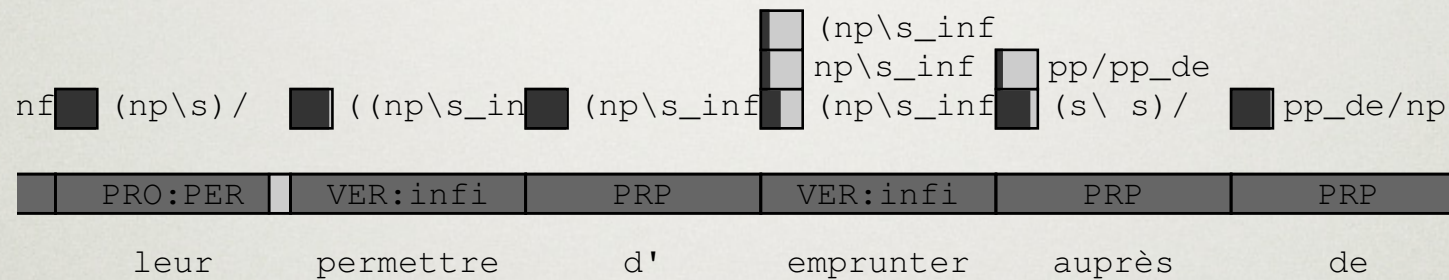 (np\s_inf
np\s_inf pp/pp_de
nf (np\s)/ ((np\s_in (np\s_inf (np\s_inf (s\ s)/ pp_de/np
PRO:PER VER:infi PRP VER:infi PRP PRP
leur permettre d' emprunter auprès de